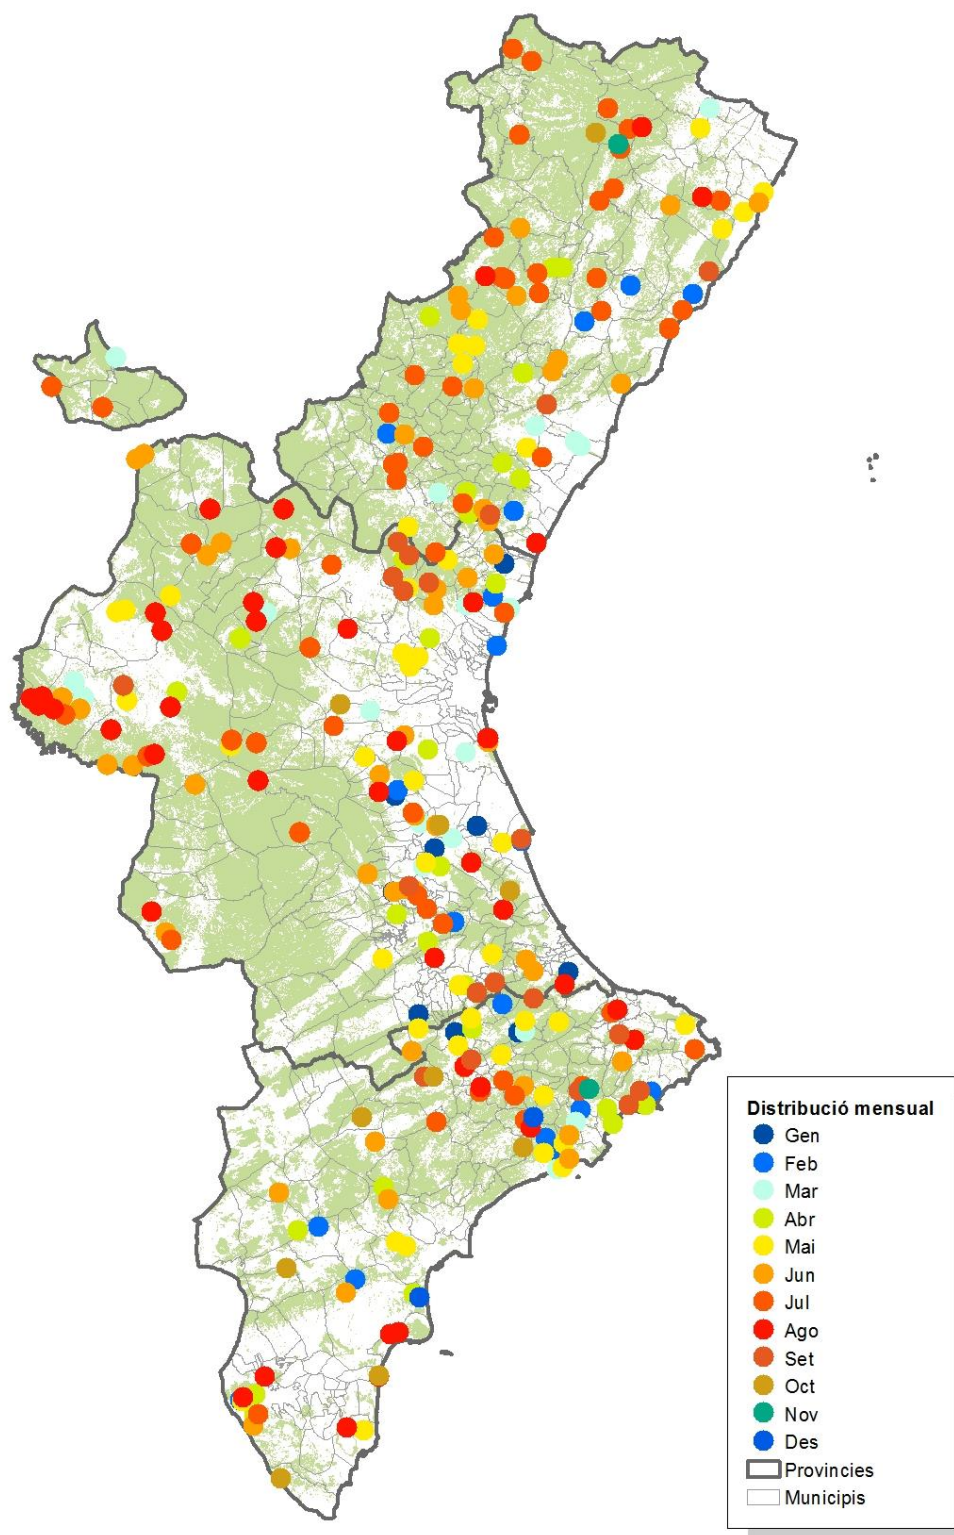 Distribució mensual
Gen
Feb
Mar
Abr
Mai
Jun
Jul
Ago
Set
Oct
Nov
Des
Provincies
Municipis